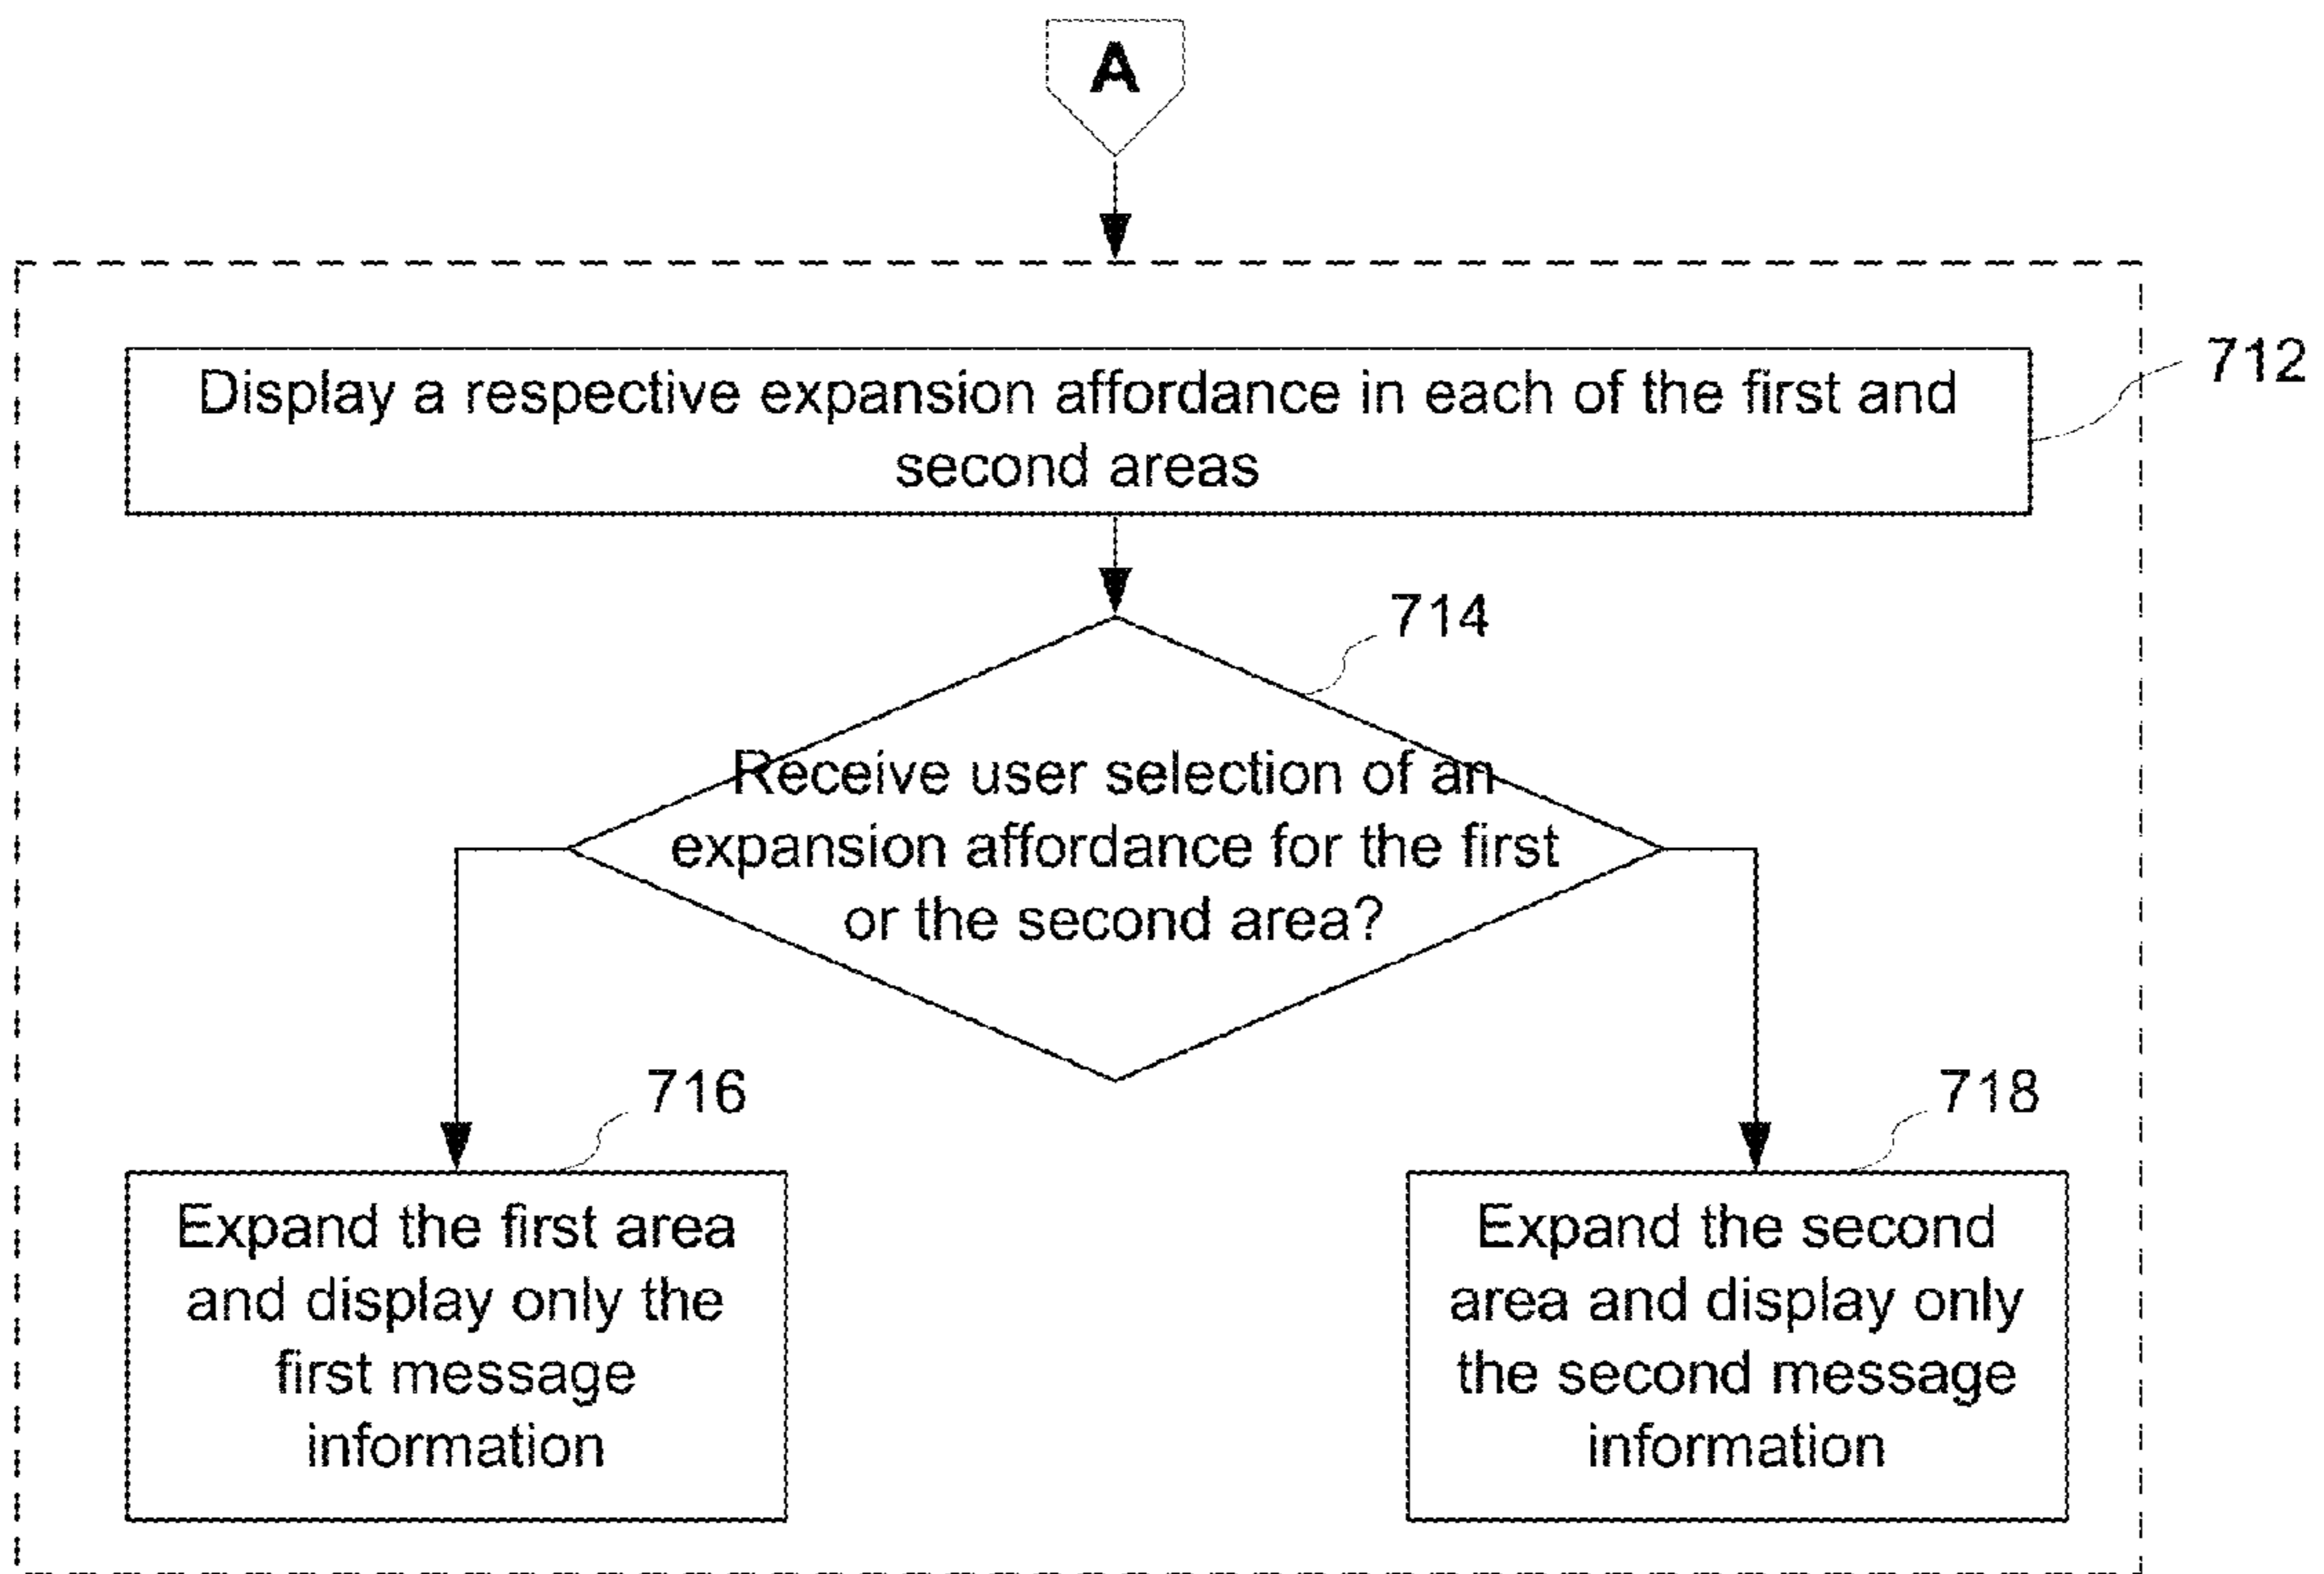 A
Display a respective expansion affordance in each of the first and
second areas
712
714
Receive user selection of an
expansion affordance for the first
or the second area?
716
Expand the first area
and display only the
first message
information
718
Expand the second
area and display only
the second message
information